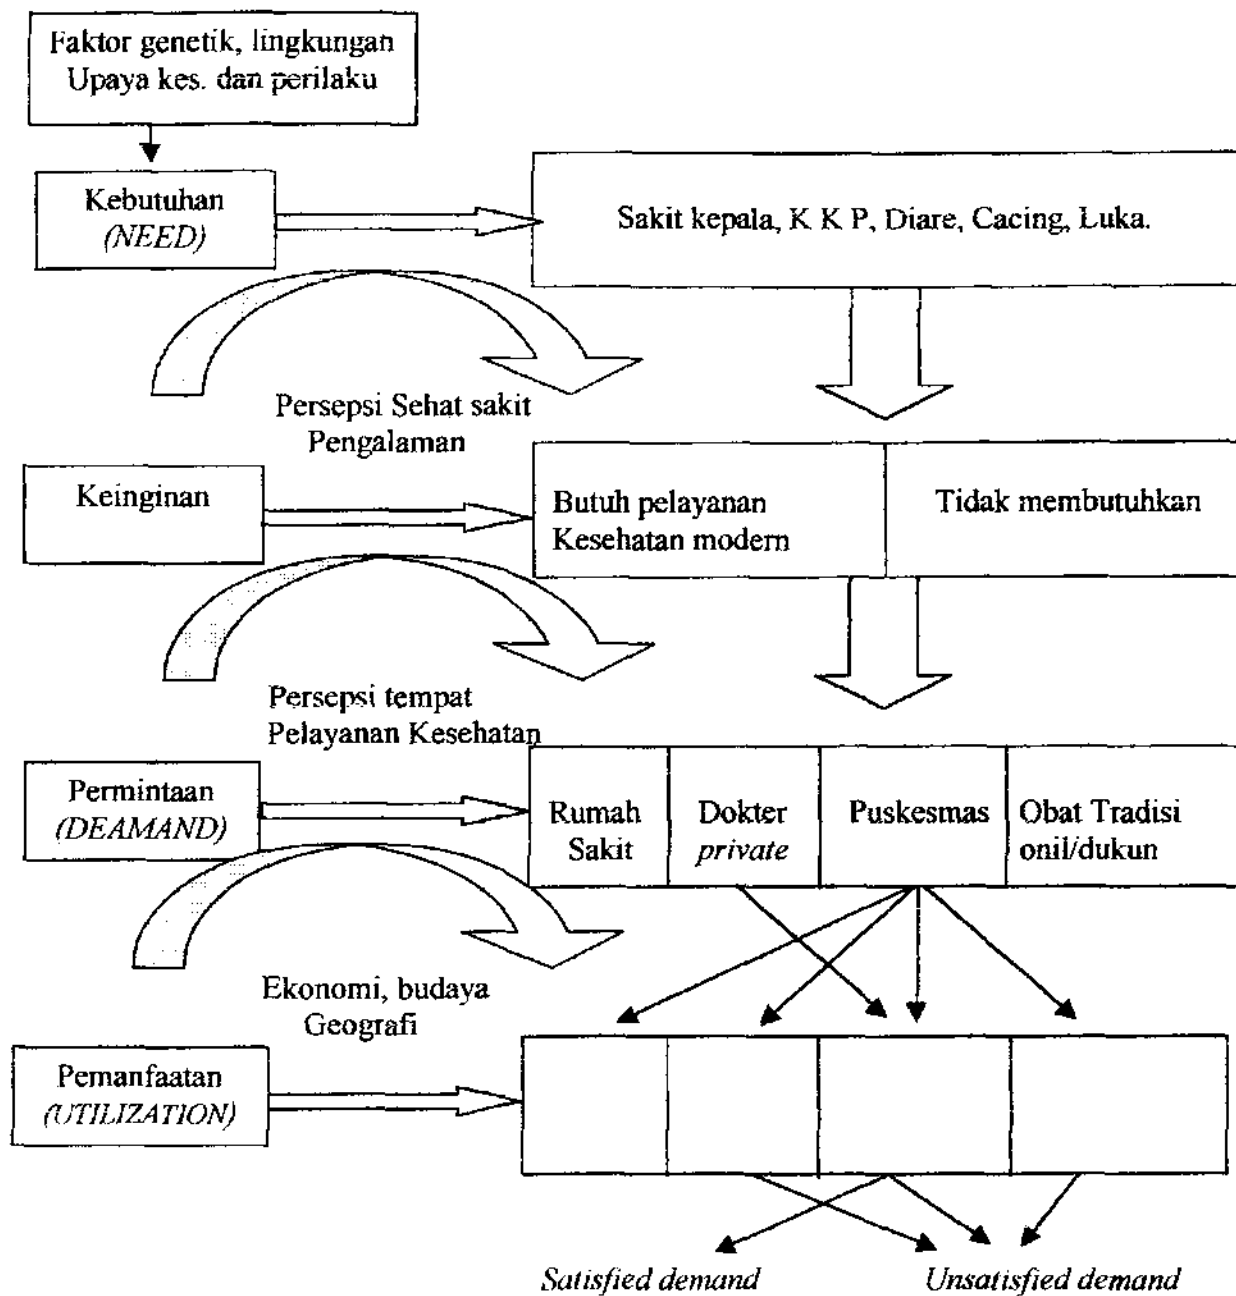 Faktor genetik, lingkungan
Upaya kes. dan perilaku
Kebutuhan
(NEED)
Sakit kepala, K K P, Diare, Cacing, Luka.
Persepsi Sehat sakit
Pengalaman
Keinginan
Butuh pelayanan
Kesehatan modern
Tidak membutuhkan
Persepsi tempat
Pelayanan Kesehatan
Permintaan
(DEAMAND)
Rumah
Sakit
Dokter
private
Puskesmas
Obat Tradisi
onil/dukun
Ekonomi, budaya
Geografi
Pemanfaatan
(UTILIZATION)
Satisfied demand
Unsatisfied demand